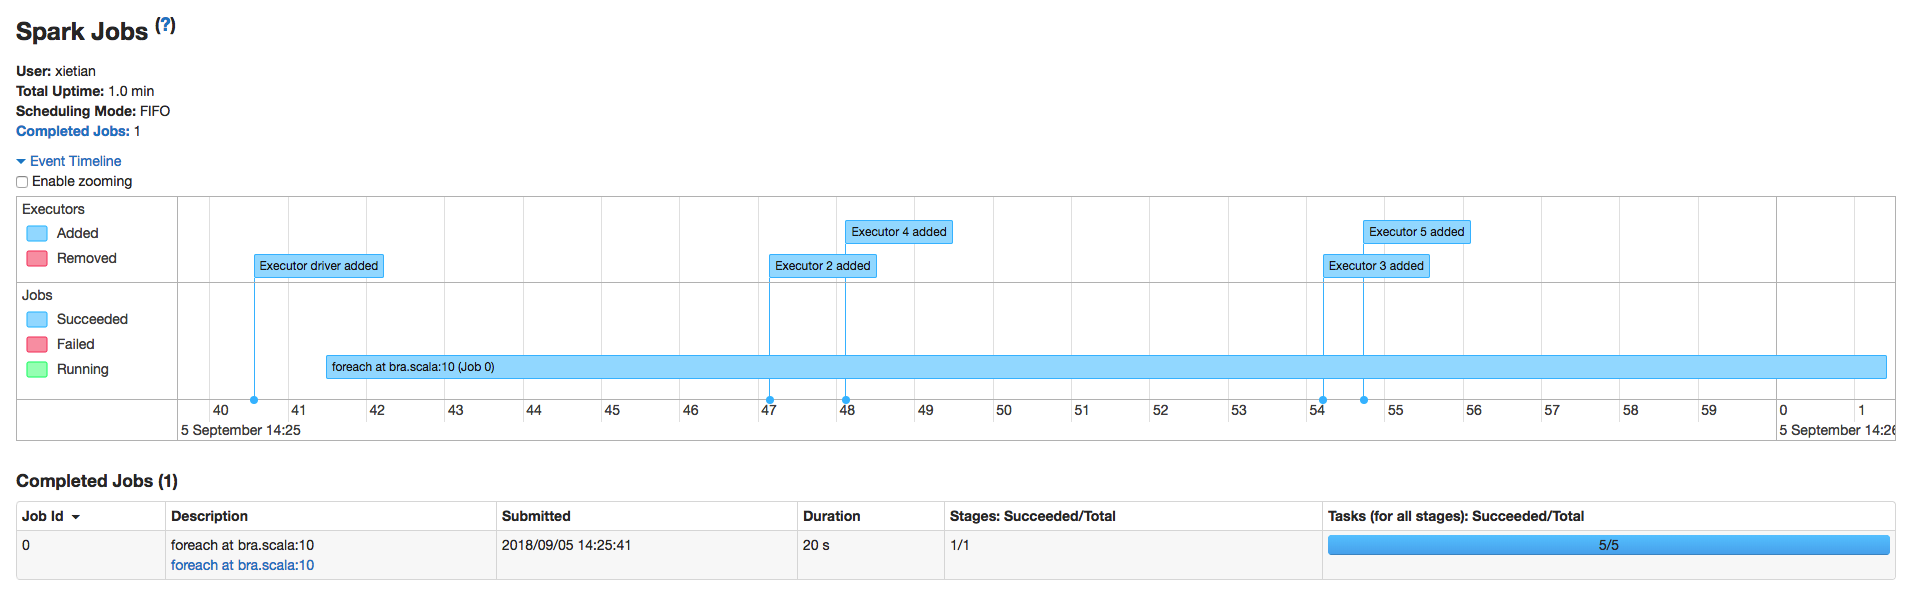 Spark Jobs (?)
User: xietian
Total Uptime: 1.0 min
Scheduling Mode: FIFO
Completed Jobs: 1
Event Timeline
Enable zooming
Executors
Added
Removed
Executor driver added
Executor 2 added
Executor 4 added
Executor 3 added
Executor 5 added
Jobs
Succeeded
Failed
Running
foreach at bra.scala:10 (Job 0)
40 41 42 43 44 45 46 47 48 49 50 51 52 53 54 55 56 57 58 59 0 1
5 September 14:25 5 September 14:26
Completed Jobs (1)
Job Id Description Submitted Duration Stages: Succeeded/Total Tasks (for all stages): Succeeded/Total
0 foreach at bra.scala:10 2018/09/05 14:25:41 20 s 1/1 5/5
foreach at bra.scala:10